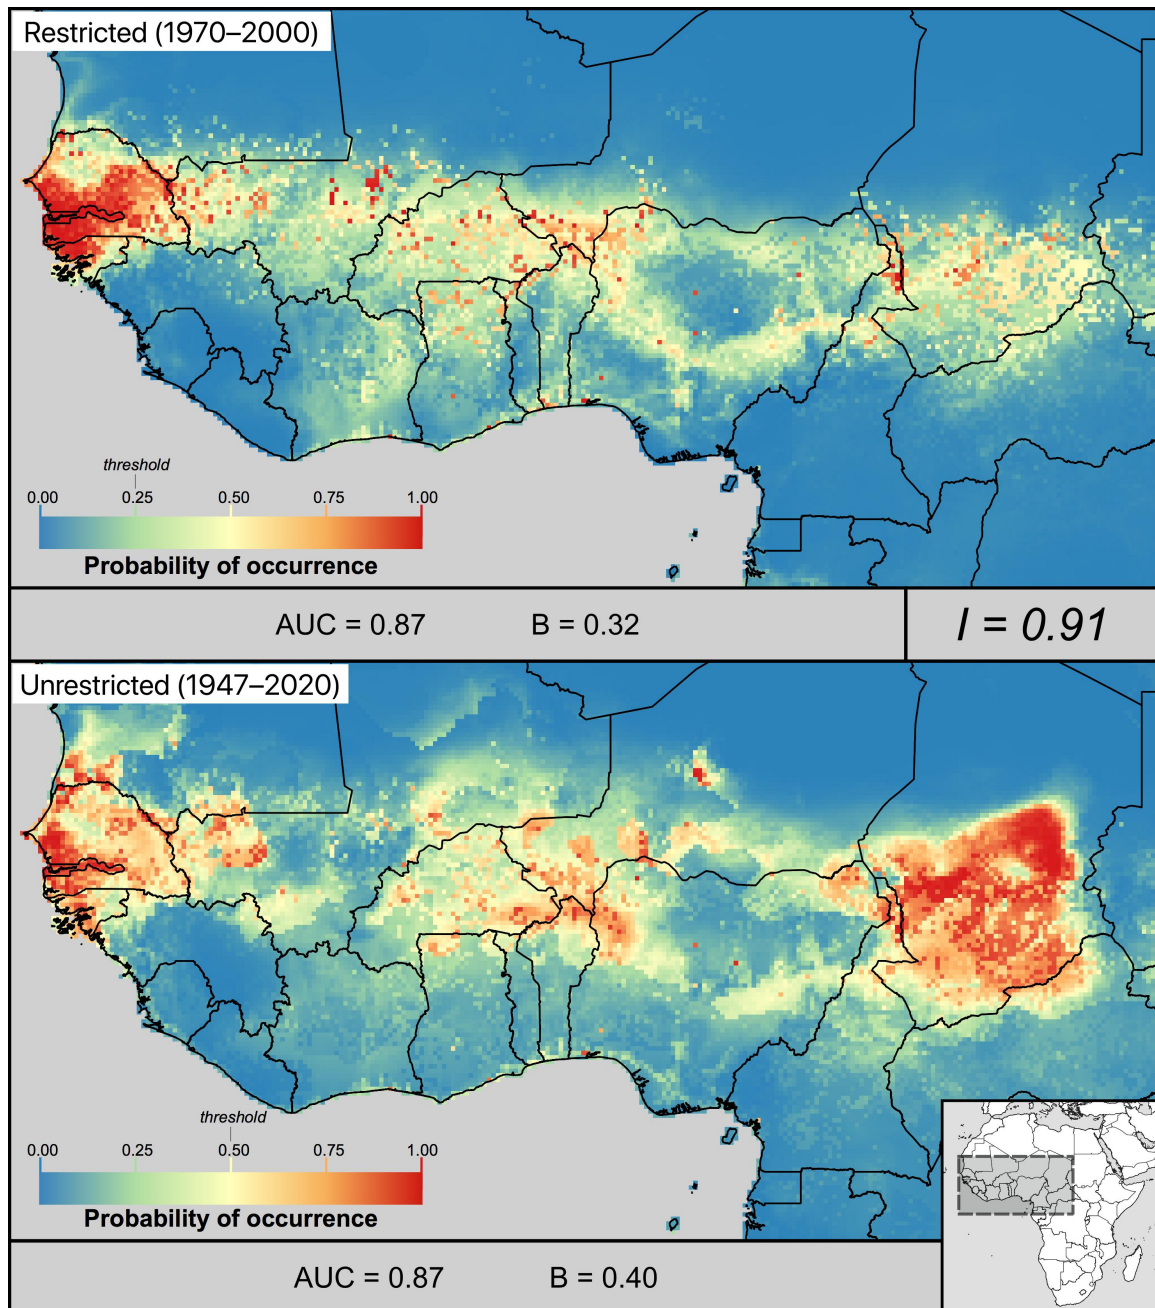 Restricted (1970–2000)
threshold
0.00 0.25 0.50 0.75 1.00
Probability of occurrence
AUC = 0.87 B = 0.32 I = 0.91
Unrestricted (1947–2020)
threshold
0.00 0.25 0.50 0.75 1.00
Probability of occurrence
AUC = 0.87 B = 0.40